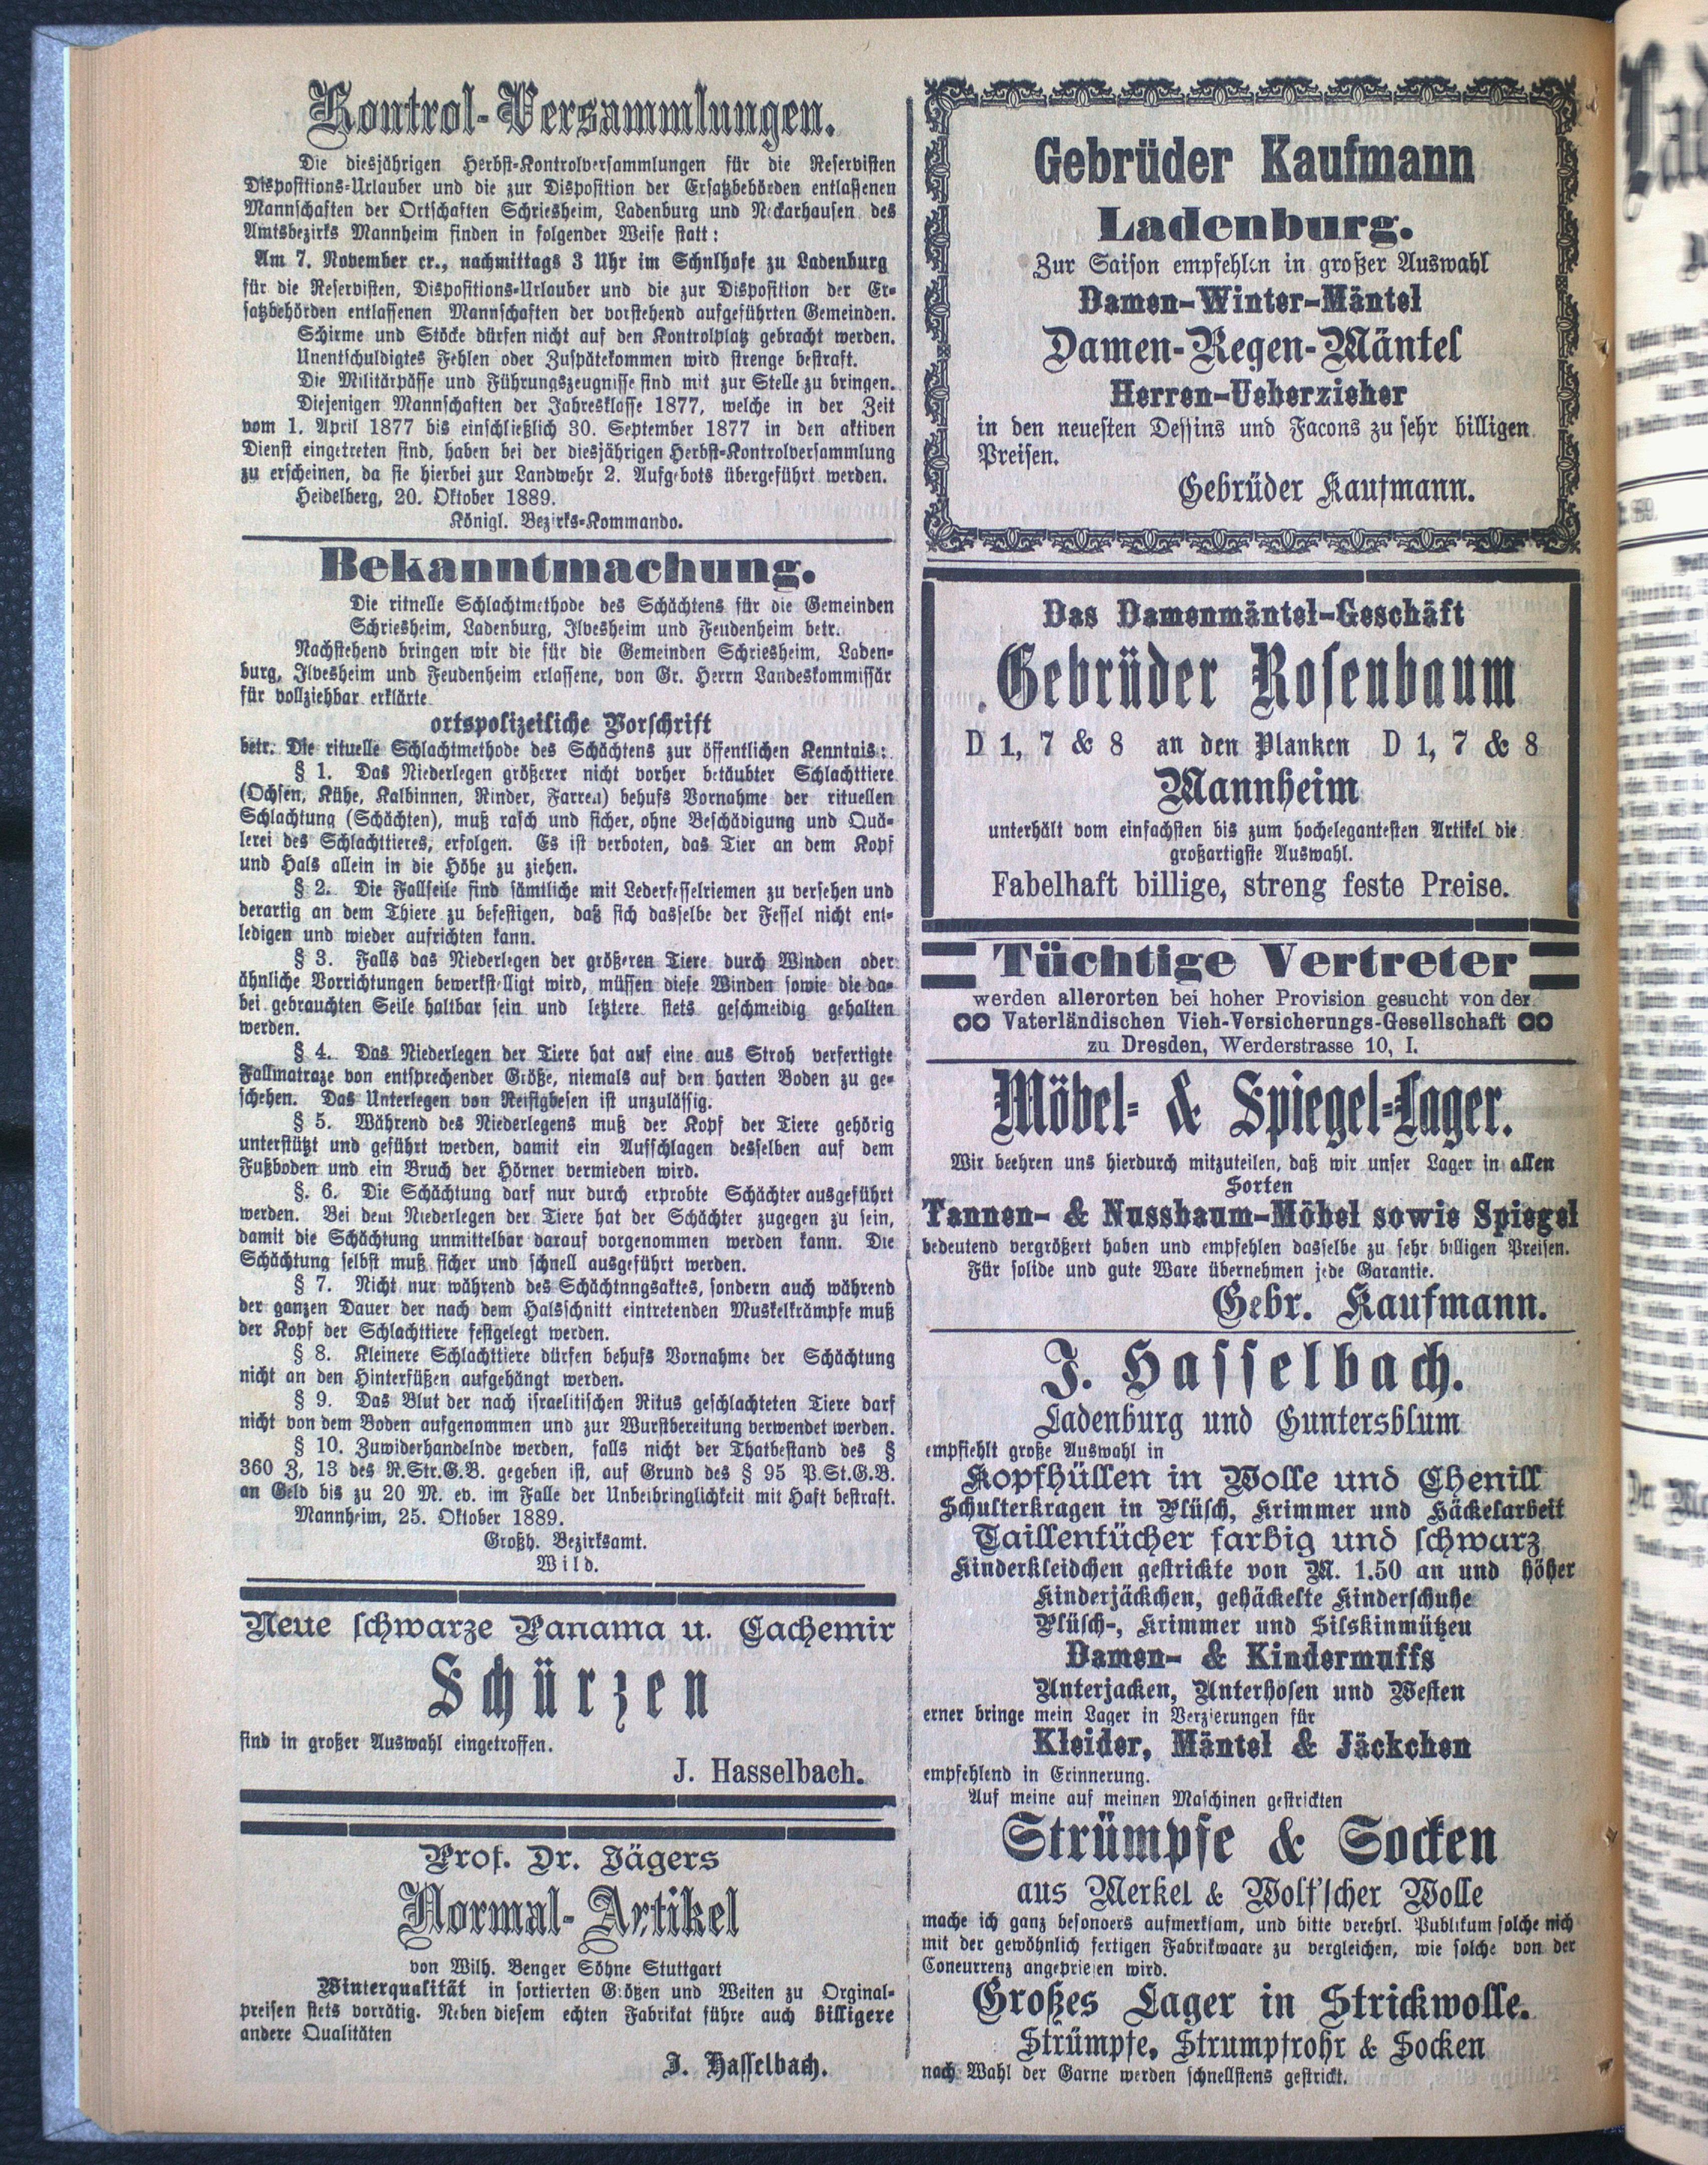 Kontrol-Versammlungen.
Die diesjährigen Herbst-Kontrolversammlungen für die Reservisten
Dispositions-Urlauber und die zur Disposition der Ersatzbehörden entlassenen
Mannschaften der Ortschaften Schriesheim, Ladenburg und Neckarhausen des
Amtsbezirks Mannheim finden in folgender Weise statt:
Am 7. November cr., nachmittags 3 Uhr im Schulhofe zu Ladenburg
für die Reservisten, Dispositions-Urlauber und die zur Disposition der Er-
satzbehörden entlassenen Mannschaften der vorstehend aufgeführten Gemeinden.
Schirme und Stöcke dürfen nicht auf den Kontrolplatz gebracht werden.
Unentschuldigtes Fehlen oder Zuspätekommen wird strenge bestraft.
Die Militärpässe und Führungszeugnisse sind mit zur Stelle zu bringen.
Diejenigen Mannschaften der Jahresklasse 1877, welche in der Zeit
vom 1. April 1877 bis einschließlich 30. September 1877 in den aktiven
Dienst eingetreten sind, haben bei der diesjährigen Herbst-Kontrolversammlung
zu erscheinen, da sie hierbei zur Landwehr 2. Aufgebots übergeführt werden.
Heidelberg, 20. Oktober 1889.
Königl. Bezirks-Kommando.
Bekanntmachung.
Die rituelle Schlachtmethode des Schächtens für die Gemeinden
Schriesheim, Ladenburg, Ilvesheim und Feudenheim betr.
Nachstehend bringen wir die für die Gemeinden Schriesheim, Laden-
burg, Ilvesheim und Feudenheim erlassene, von Gr. Herrn Landeskommissär
für vollziehbar erklärte
ortspolizeiliche Vorschrift
betr. Die rituelle Schlachtmethode des Schächtens zur öffentlichen Kenntnis:
§ 1. Das Niederlegen größerer nicht vorher betäubter Schlachttiere
(Ochsen, Kühe, Kalbinnen, Rinder, Farren) behufs Vornahme der rituellen
Schlachtung (Schächten), muß rasch und sicher, ohne Beschädigung und Quä-
lerei des Schlachttieres, erfolgen. Es ist verboten, das Tier an dem Kopf
und Hals allein in die Höhe zu ziehen.
§ 2. Die Fallseile sind sämtliche mit Lederfesselriemen zu versehen und
derartig an dem Thiere zu befestigen, daß sich dasselbe der Fessel nicht ent-
ledigen und wieder aufrichten kann.
§ 3. Falls das Niederlegen der größeren Tiere durch Winden oder
ähnliche Vorrichtungen bewerkstelligt wird, müssen diese Winden sowie die da-
bei gebrauchten Seile haltbar sein und letztere stets geschmeidig gehalten
werden.
§ 4. Das Niederlegen der Tiere hat auf eine aus Stroh verfertigte
Fallmatraze von entsprechender Größe, niemals auf den harten Boden zu ge-
schehen. Das Unterlegen von Reisigbesen ist unzulässig.
§ 5. Während des Niederlegens muß der Kopf der Tiere gehörig
unterstützt und geführt werden, damit ein Aufschlagen desselben auf dem
Fußboden und ein Bruch der Hörner vermieden wird.
§. 6. Die Schächtung darf nur durch erprobte Schächter ausgeführt
werden. Bei dem Niederlegen der Tiere hat der Schächter zugegen zu sein,
damit die Schächtung unmittelbar darauf vorgenommen werden kann. Die
Schächtung selbst muß sicher und schnell ausgeführt werden.
§ 7. Nicht nur während des Schächtnngsaktes, sondern auch während
der ganzen Dauer der nach dem Halsschnitt eintretenden Muskelkrämpfe muß
der Kopf der Schlachttiere festgelegt werden.
§ 8. Kleinere Schlachttiere dürfen behufs Vornahme der Schächtung
nicht an den Hinterfüßen aufgehängt werden.
§ 9. Das Blut der nach israelitischen Ritus geschlachteten Tiere darf
nicht von dem Boden aufgenommen und zur Wurstbereitung verwendet werden.
§ 10. Zuwiderhandelnde werden, falls nicht der Thatbestand des §
360 Z. 13 des R.Str.G.B. gegeben ist, auf Grund des § 95 P.St.G.B.
an Geld bis zu 20 M. ev. im Falle der Unbeibringlichkeit mit Haft bestraft.
Mannheim, 25. Oktober 1889.
Großh. Bezirksamt.
Wild.
Neue schwarze Panama u. Cachemir
Schürzen
sind in großer Auswahl eingetroffen.
J. Hasselbach.
Prof. Dr. Jägers
Normal-Artikel
von Wilh. Benger Söhne Stuttgart
Winterqualität in sortierten Größen und Weiten zu Orginal-
preisen stets vorrätig. Neben diesem echten Fabrikat führe auch billigere
andere Qualitäten
J. Hasselbach.
Gebrüder Kaufmann
Ladenburg.
Zur Saison empfehlen in großer Auswahl
Damen-Winter-Mäntel
Damen-Regen-Mäntel
Herren-Ueberzieher
in den neuesten Dessins und Facons zu sehr billigen
Preisen.
Gebrüder Kaufmann.
Das Damenmäntel-Geschäft
Gebrüder Rosenbaum
D 1, 7 & 8 an den Planken D 1, 7 & 8
Mannheim
unterhält vom einfachsten bis zum hochelegantesten Artikel die
großartigste Auswahl.
Fabelhaft billige, streng feste Preise.
Tüchtige Vertreter
werden allerorten bei hoher Provision gesucht von der
Vaterländischen Vieh-Versicherungs-Gesellschaft
zu Dresden, Werderstrasse 10, I.
Möbel- & Spiegel-Lager.
Wir beehren uns hierdurch mitzuteilen, daß wir unser Lager in allen
Sorten
Tannen- & Nussbaum-Möbel sowie Spiegel
bedeutend vergrößert haben und empfehlen dasselbe zu sehr billigen Preisen.
Für solide und gute Ware übernehmen jede Garantie.
Gebr. Kaufmann.
J. Hasselbach.
Ladenburg und Guntersblum
empfiehlt große Auswahl in
Kopfhüllen in Wolle und Chenill
Schulterkragen in Plüsch, Krimmer und Häckelarbeit
Taillentücher farbig und schwarz
Kinderkleidchen gestrickte von M. 1.50 an und höher
Kinderjäckchen, gehäckelte Kinderschuhe
Plüsch-, Krimmer und Silskinmützen
Damen- & Kindermuffs
Unterjacken, Unterhosen und Westen
erner bringe mein Lager in Verzierungen für
Kleider, Mäntel & Jäckchen
empfehlend in Erinnerung.
Auf meine auf meinen Maschinen gestrickten
Strümpfe & Socken
aus Merkel & Wolf'scher Wolle
mache ich ganz besonders aufmerksam, und bitte verehrl. Publikum solche nich
mit der gewöhnlich fertigen Fabrikwaare zu vergleichen, wie solche von der
Coneurrenz angepriesen wird.
Großes Lager in Strickwolle.
Strümpfe, Strumpfrohr & Socken
nach Wahl der Garne werden schnellstens gestrickt.